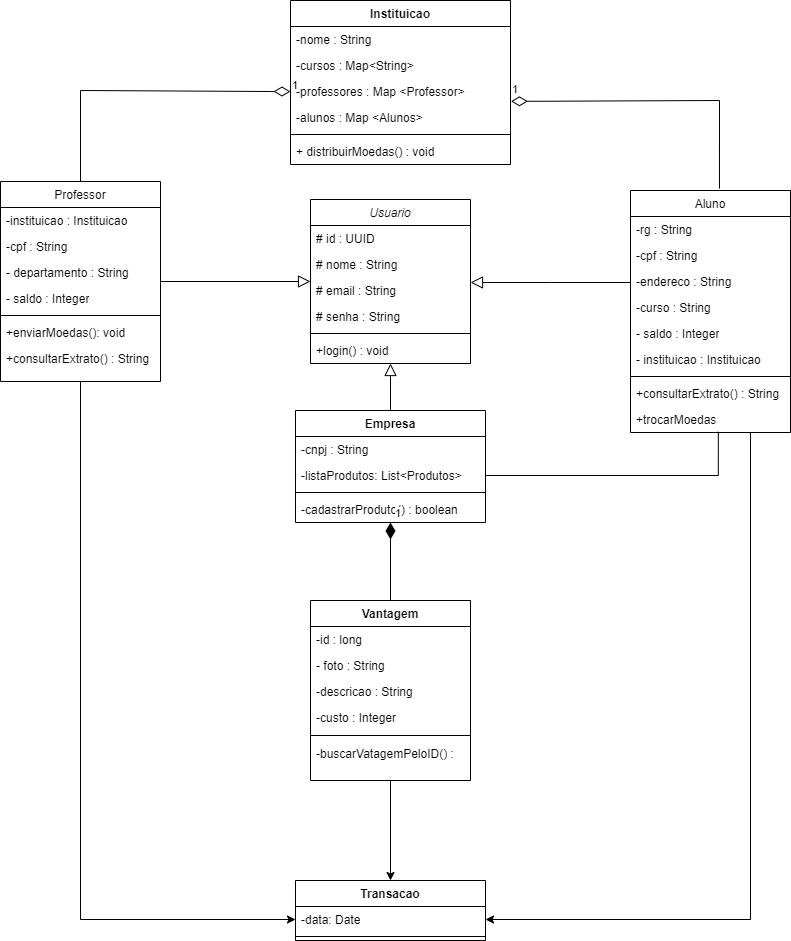 Instituicao
-nome : String
-cursos : Map<String>
-professores : Map <Professor>
-alunos : Map <Alunos>
+ distribuirMoedas() : void
1
1
Professor
-instituicao : Instituicao
-cpf : String
- departamento : String
- saldo : Integer
+enviarMoedas(): void
+consultarExtrato() : String
Usuario
# id : UUID
# nome : String
# email : String
# senha : String
+login() : void
Aluno
-rg : String
-cpf : String
-endereco : String
-curso : String
- saldo : Integer
- instituicao : Instituicao
+consultarExtrato() : String
+trocarMoedas
Empresa
-cnpj : String
-listaProdutos: List<Produtos>
-cadastrarProduto() : boolean
1
Vantagem
-id : long
- foto : String
-descricao : String
-custo : Integer
-buscarVatagemPeloID() :
Transacao
-data: Date